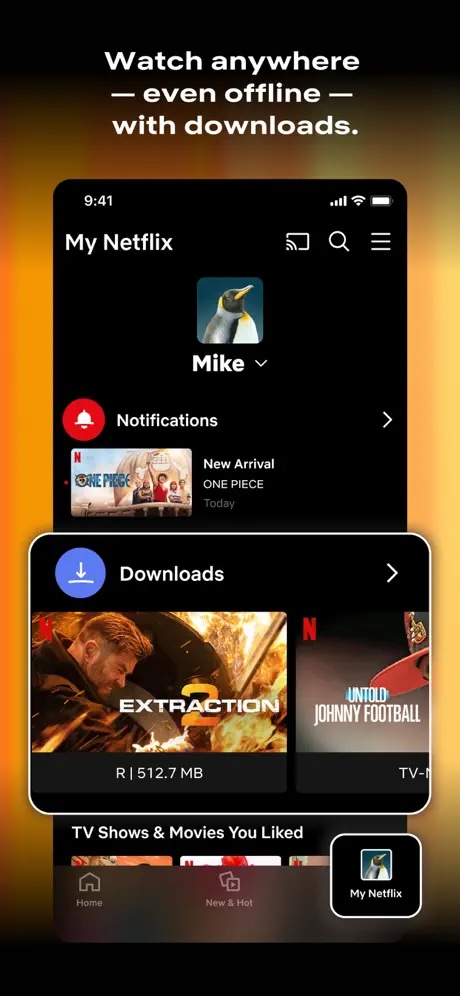 Watch anywhere
— even offline —
with downloads.
9:41
My Netflix
Mike
Notifications
N
ONE PIECE
New Arrival
ONE PIECE
Today
Downloads
N
EXTRACTION
2
N
UNTOLD
JOHNNY FOOTBALL
R | 512.7 MB
TV-
TV Shows & Movies You Liked
Home
New & Hot
My Netflix